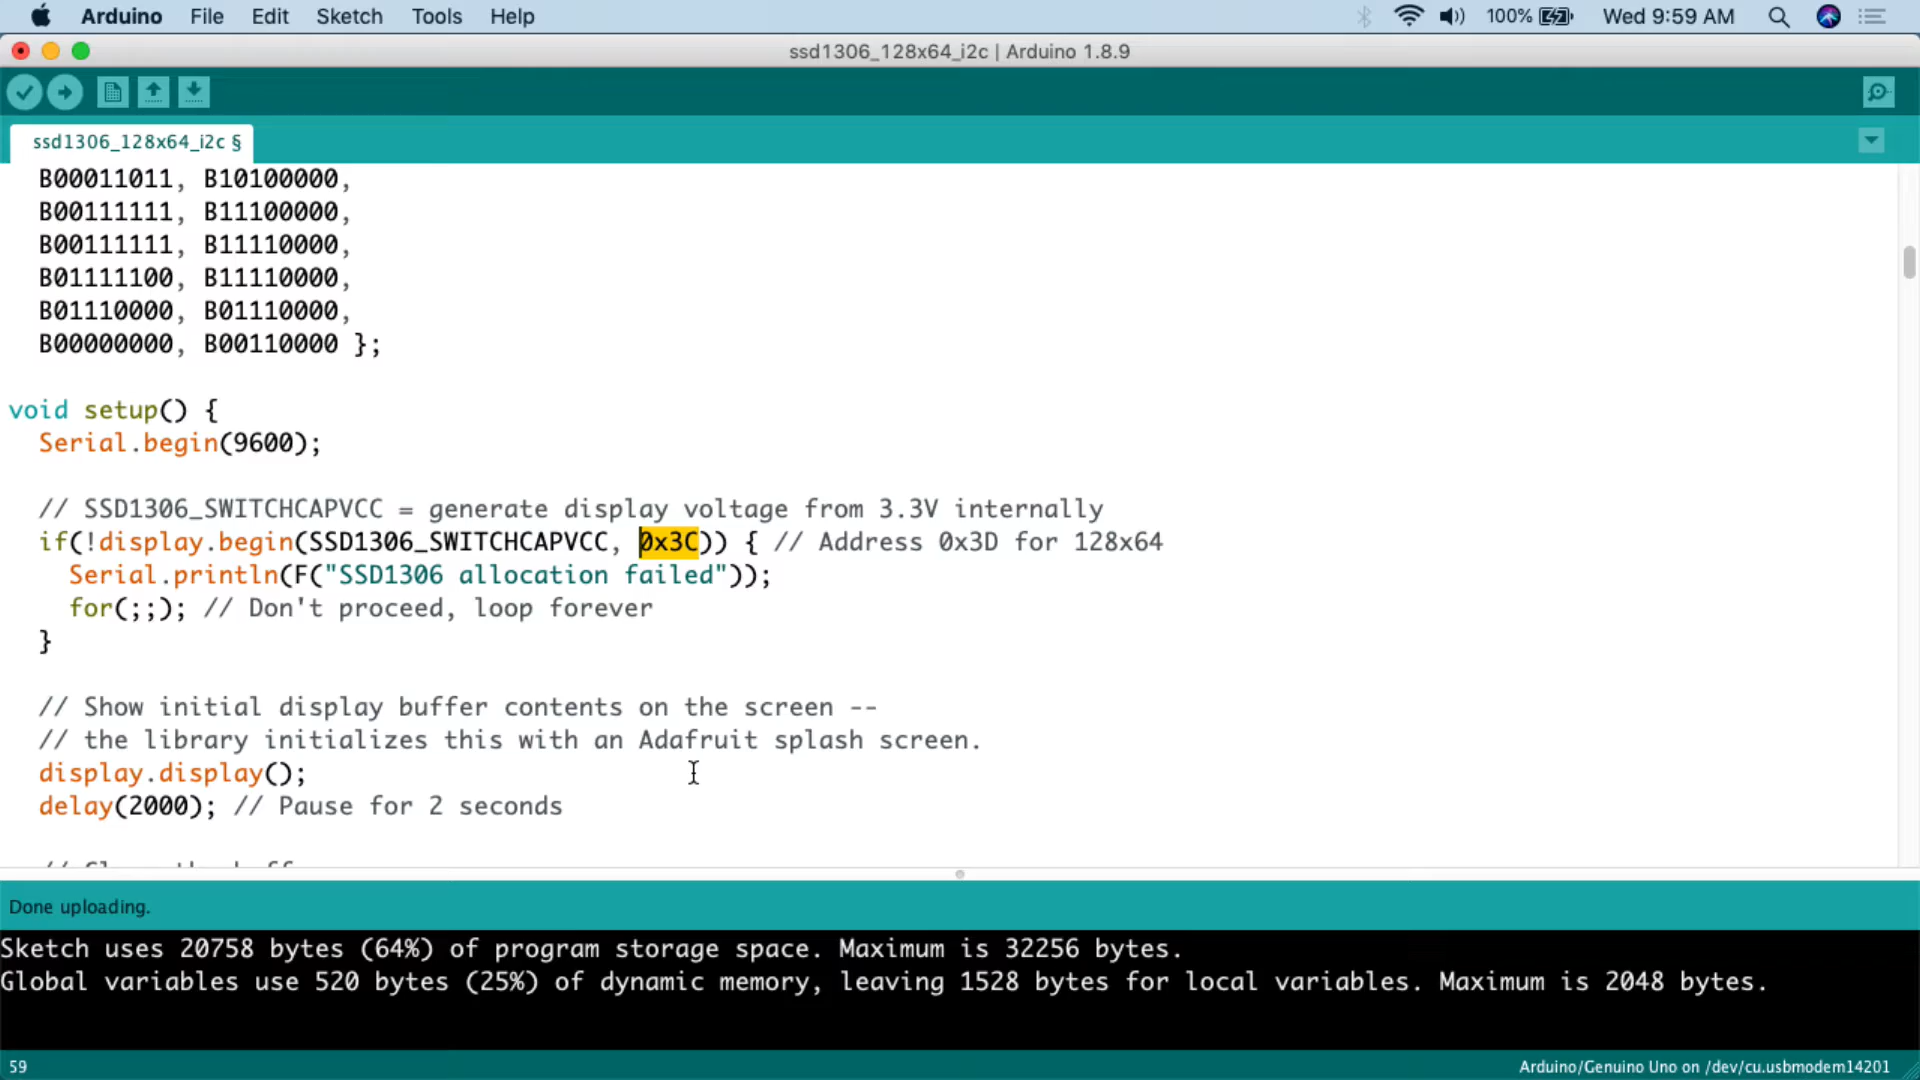 Arduino File Edit Sketch Tools Help 100% Wed 9:59 AM
ssd1306_128x64_i2c | Arduino 1.8.9
ssd1306_128x64_i2c §
B00011011, B10100000,
B00111111, B11100000,
B00111111, B11110000,
B01111100, B11110000,
B01110000, B01110000,
B00000000, B00110000 };
void setup() {
Serial.begin(9600);
// SSD1306_SWITCHCAPVCC = generate display voltage from 3.3V internally
if(!display.begin(SSD1306_SWITCHCAPVCC, 0x3C)) { // Address 0x3D for 128x64
Serial.println(F("SSD1306 allocation failed"));
for(;;); // Don't proceed, loop forever
}
// Show initial display buffer contents on the screen --
// the library initializes this with an Adafruit splash screen.
display.display();
delay(2000); // Pause for 2 seconds
Done uploading.
Sketch uses 20758 bytes (64%) of program storage space. Maximum is 32256 bytes.
Global variables use 520 bytes (25%) of dynamic memory, leaving 1528 bytes for local variables. Maximum is 2048 bytes.
59 Arduino/Genuino Uno on /dev/cu.usbmodem14201